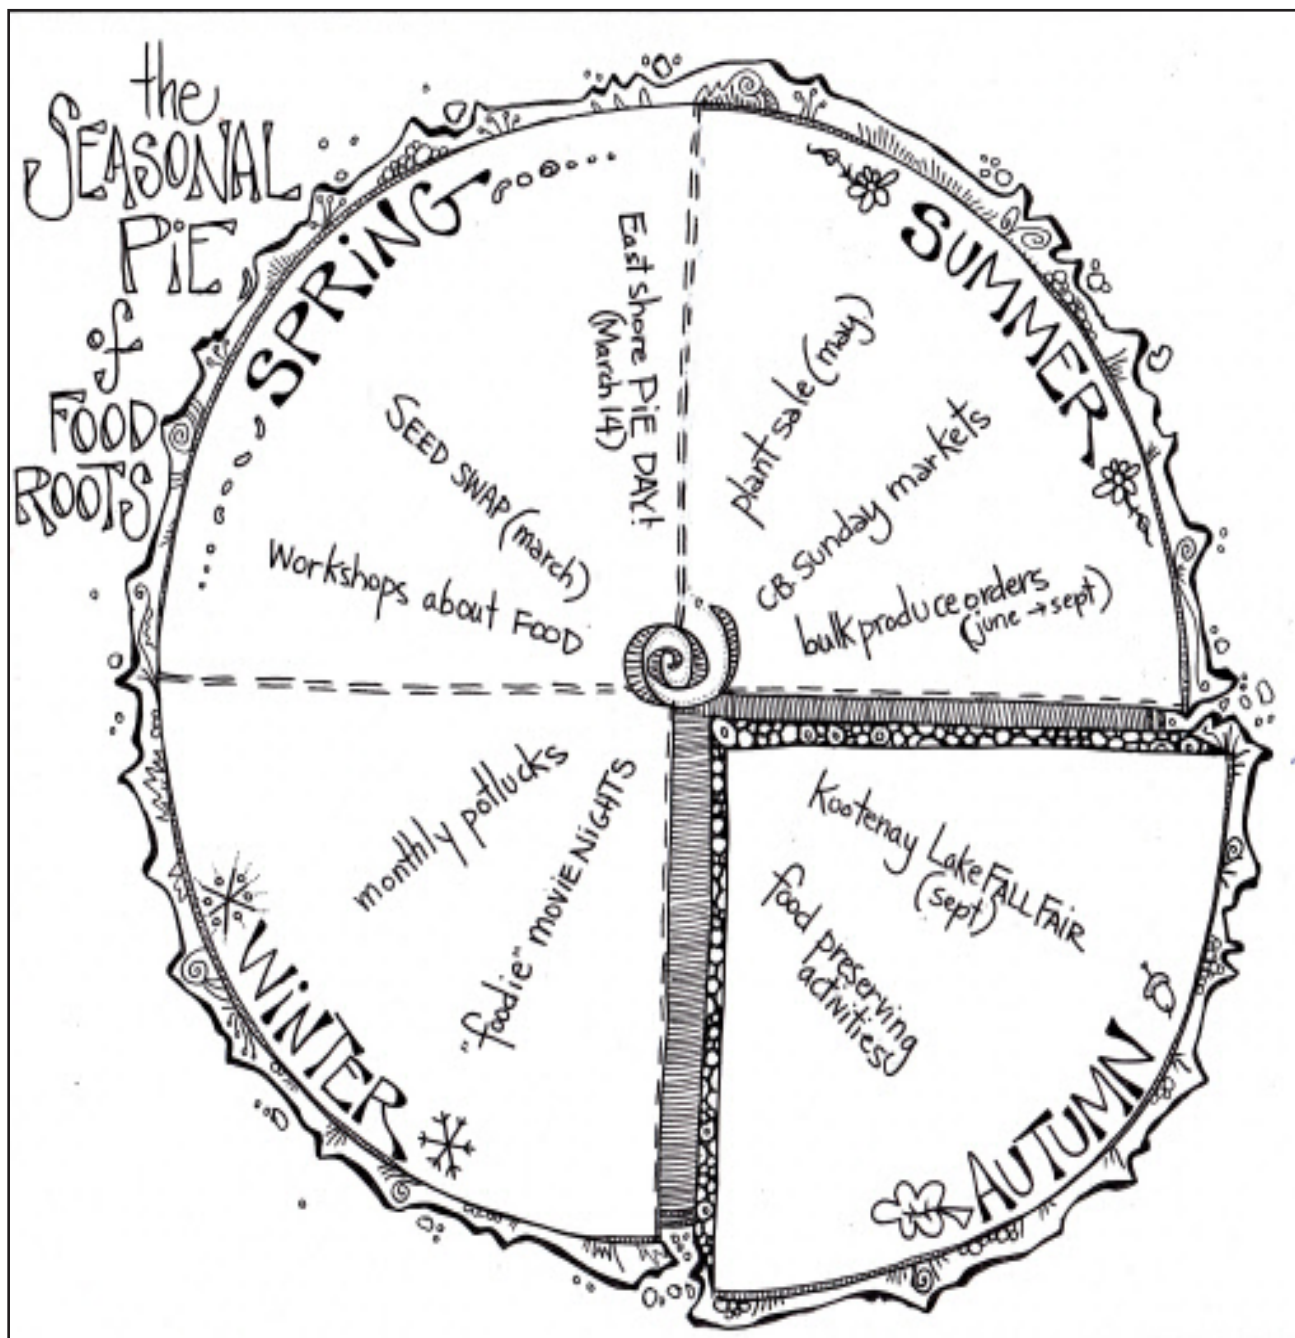 the
SEASONAL
PiE
of
FOOD
ROOTS
SPRiNG
East shore PiE DAY!
(March 14)
SEED SWAP (march)
Workshops about FOOD
SUMMER
plant sale (may)
CB Sunday markets
bulk produce orders
(june → sept)
AUTUMN
Kootenay Lake FALL FAiR
(sept)
food preserving
activities
WiNTER
monthly potlucks
"foodie" moviE NiGHTS